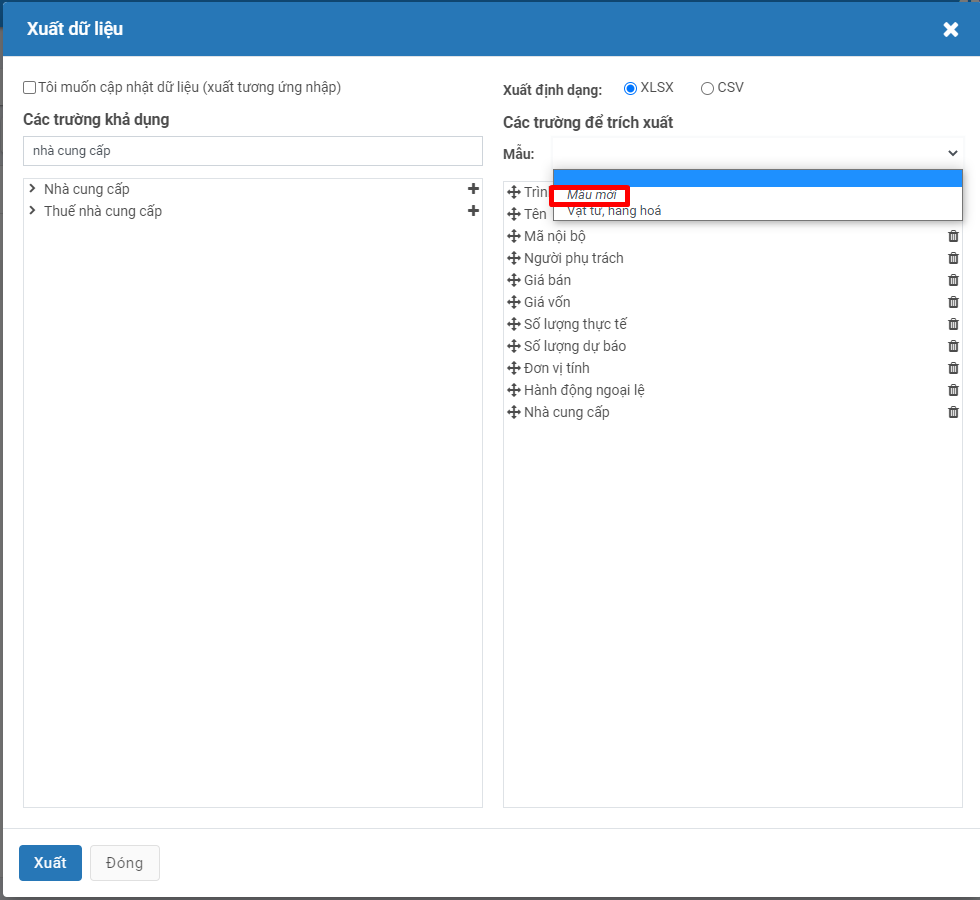 Xuất dữ liệu
Tôi muốn cập nhật dữ liệu (xuất tương ứng nhập)
Xuất định dạng:
XLSX
CSV
Các trường khả dụng
Các trường để trích xuất
nhà cung cấp
Mẫu:
Mẫu mới
Vật tư, hàng hoá
Nhà cung cấp
Thuế nhà cung cấp
Tên
Mã nội bộ
Người phụ trách
Giá bán
Giá vốn
Số lượng thực tế
Số lượng dự báo
Đơn vị tính
Hành động ngoại lệ
Nhà cung cấp
Xuất
Đóng